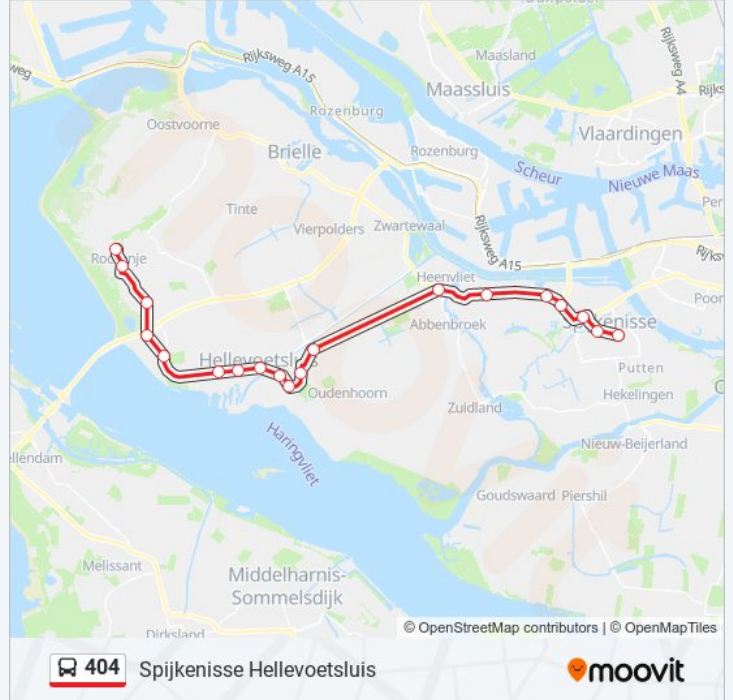 Rijksweg A15
Maasland
Rijksweg A4
weg
Maassluis
Rozenburg
Oostvoorne
Vlaardingen
Brielle
Rozenburg
Scheur
Nieuwe Maas
Tinte
Vierpolders
Zwartewaal
Rijksweg A15
Heenvliet
Abbenbroek
Hellevoetsluis
Putten
Oudenhoorn
Hekelingen
Zuidland
Haringvliet
Nieuw-Beijerland
ellendam
Goudswaard
Piershil
Melissant
Middelharnis-
Sommelsdijk
Dirksland
© OpenStreetMap contributors | © OpenMapTiles
404
Spijkenisse Hellevoetsluis
moovit